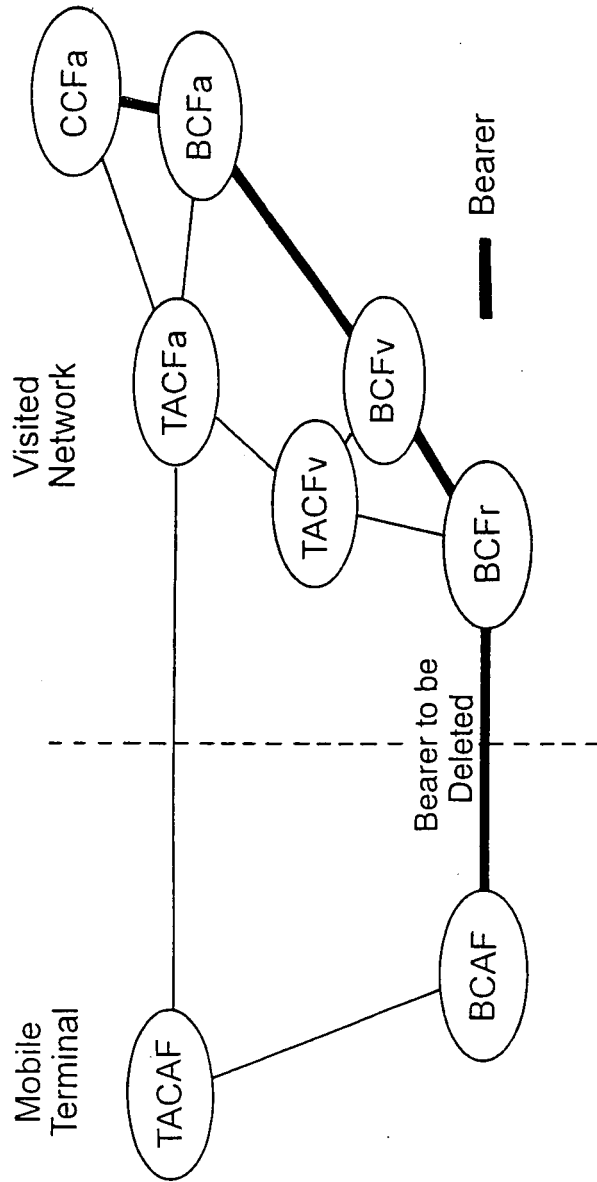 Mobile
Terminal
Visited
Network
TACAF
TACFa
CCFa
BCFa
TACFv
BCFv
BCAF
Bearer to be
Deleted
BCFr
Bearer